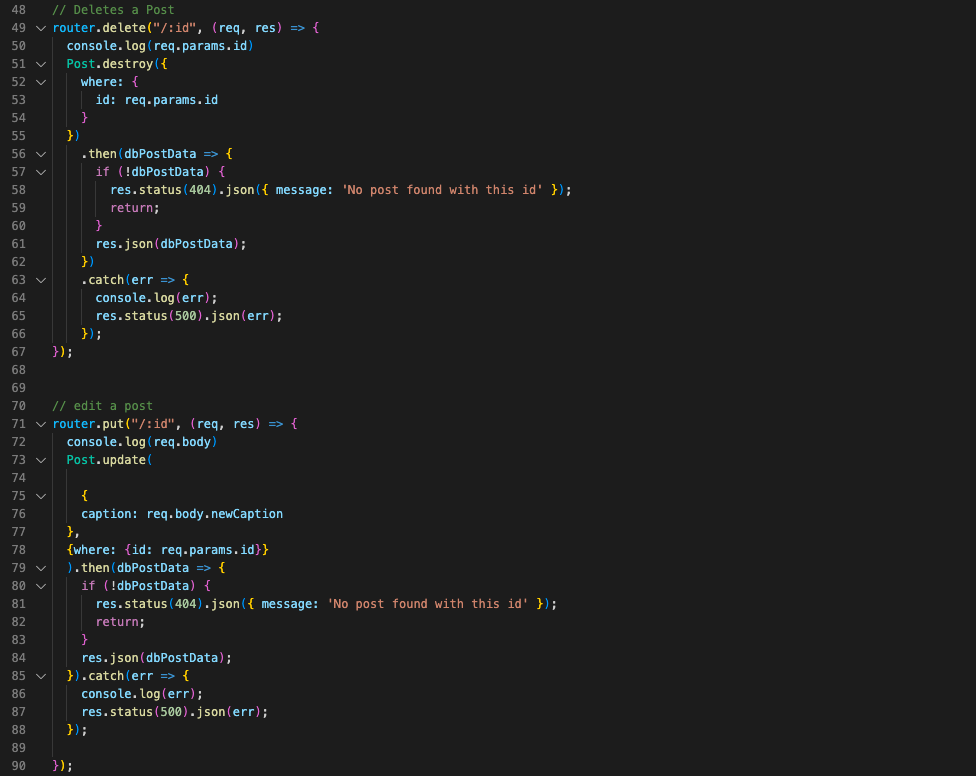 48 // Deletes a Post
49 router.delete("/:id", (req, res) => {
50 console.log(req.params.id)
51 Post.destroy({
52 where: {
53 id: req.params.id
54 }
55 })
56 .then(dbPostData => {
57 if (!dbPostData) {
58 res.status(404).json({ message: 'No post found with this id' });
59 return;
60 }
61 res.json(dbPostData);
62 })
63 .catch(err => {
64 console.log(err);
65 res.status(500).json(err);
66 });
67 });
68
69
70 // edit a post
71 router.put("/:id", (req, res) => {
72 console.log(req.body)
73 Post.update(
74
75 {
76 caption: req.body.newCaption
77 },
78 {where: {id: req.params.id}}
79 ).then(dbPostData => {
80 if (!dbPostData) {
81 res.status(404).json({ message: 'No post found with this id' });
82 return;
83 }
84 res.json(dbPostData);
85 }).catch(err => {
86 console.log(err);
87 res.status(500).json(err);
88 });
89
90 });